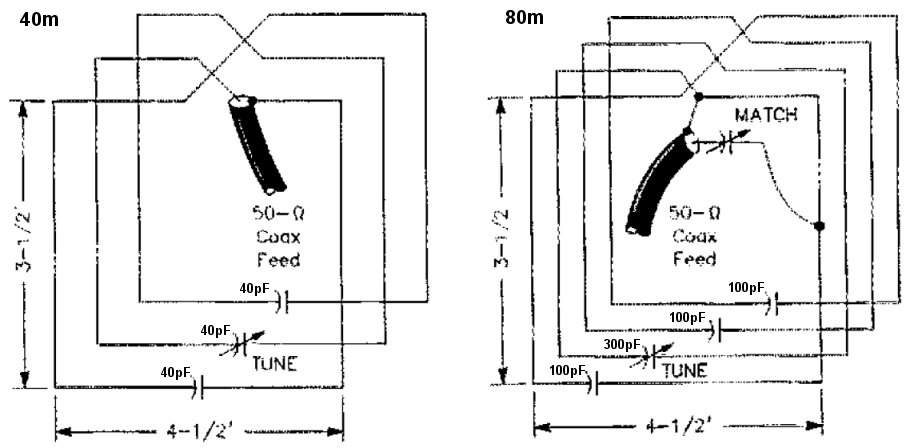 40m
3-1/2'
50-Ω
Coax
Feed
40pF
40pF
TUNE
40pF
4-1/2'
80m
MATCH
3-1/2
50-Ω
Coax
Feed
100pF
100pF
300pF
TUNE
100pF
4-1/2'